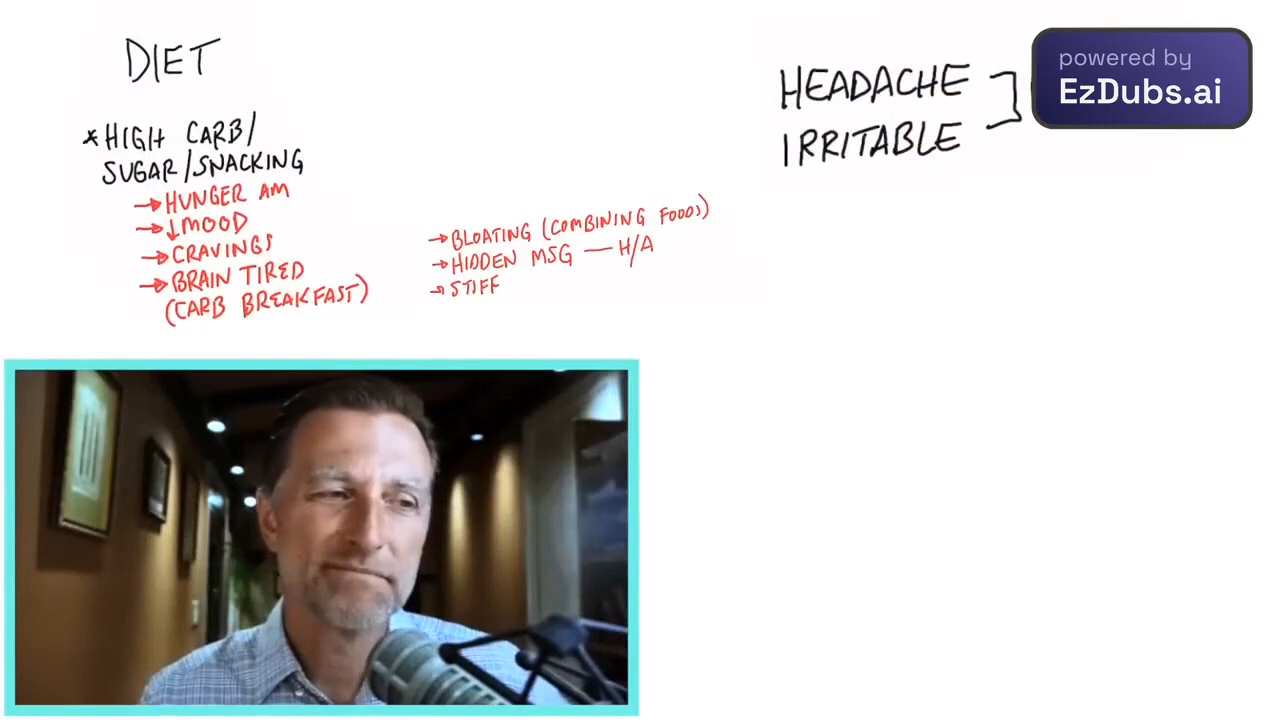 DIET
*HIGH CARB/
SUGAR/SNACKING
→HUNGER AM
→↓MOOD
→CRAVINGS
→BRAIN TIRED
(CARB BREAKFAST)
→BLOATING (COMBINING FOODS)
→HIDDEN MSG — H/A
→STIFF
HEADACHE
IRRITABLE
powered by
EzDubs.ai